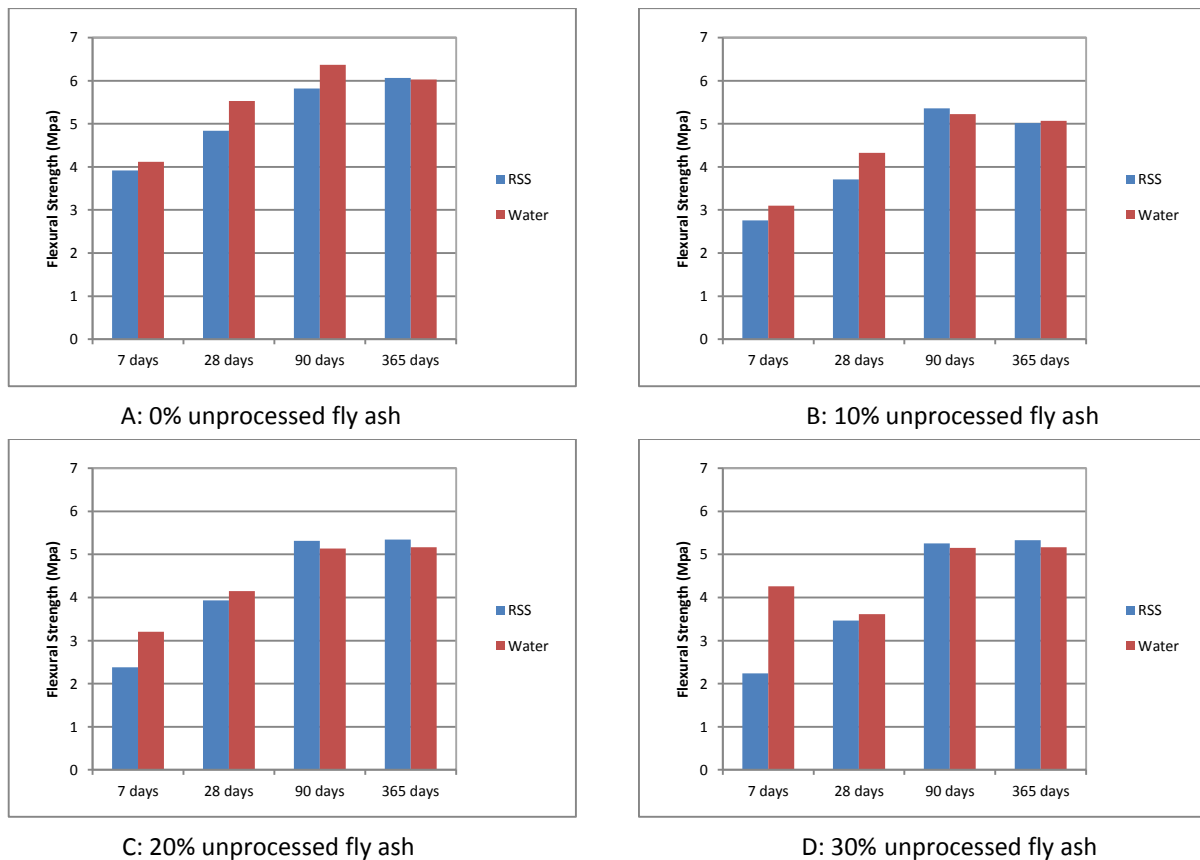 7
6
5
4
3
2
1
0
Flexural Strength (Mpa)
7 days 28 days 90 days 365 days
RSS
Water
A: 0% unprocessed fly ash
7
6
5
4
3
2
1
0
Flexural Strength (Mpa)
7 days 28 days 90 days 365 days
RSS
Water
B: 10% unprocessed fly ash
7
6
5
4
3
2
1
0
Flexural Strength (Mpa)
7 days 28 days 90 days 365 days
RSS
Water
C: 20% unprocessed fly ash
7
6
5
4
3
2
1
0
Flexural Strength (Mpa)
7 days 28 days 90 days 365 days
RSS
Water
D: 30% unprocessed fly ash